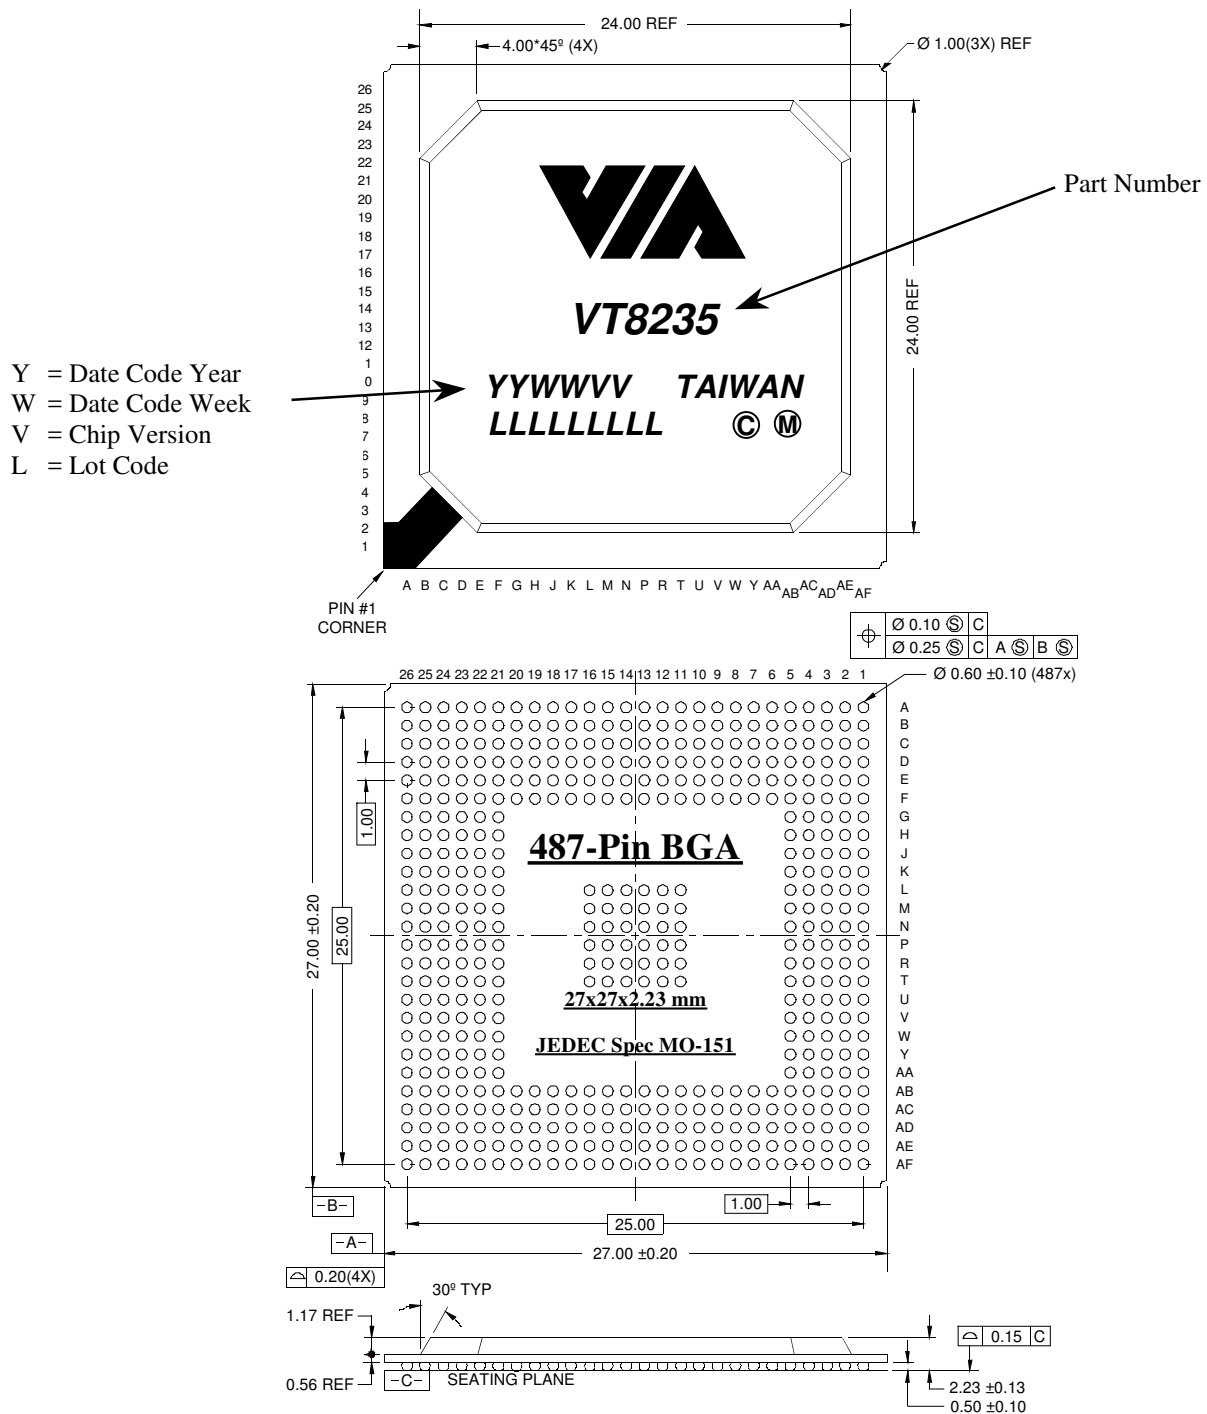 24.00 REF
4.00*45º (4X)
Ø 1.00(3X) REF
26
25
24
23
22
21
20
19
18
17
16
15
14
13
12
1
0
9
8
7
6
5
4
3
2
1
VIA
Part Number
VT8235
24.00 REF
Y = Date Code Year
W = Date Code Week
V = Chip Version
L = Lot Code
YYWWVV TAIWAN
LLLLLLLLL © Ⓜ
A B C D E F G H J K L M N P R T U V W Y AA AB AC AD AE AF
PIN #1
CORNER
Ø 0.10 Ⓢ C
Ø 0.25 Ⓢ C A Ⓢ B Ⓢ
Ø 0.60 ±0.10 (487x)
26 25 24 23 22 21 20 19 18 17 16 15 14 13 12 11 10 9 8 7 6 5 4 3 2 1
A
B
C
D
E
F
G
H
J
K
L
M
N
P
R
T
U
V
W
Y
AA
AB
AC
AD
AE
AF
1.00
27.00 ±0.20
25.00
487-Pin BGA
27x27x2.23 mm
JEDEC Spec MO-151
-B-
1.00
25.00
-A-
27.00 ±0.20
0.20(4X)
30º TYP
1.17 REF
0.15 C
0.56 REF
-C- SEATING PLANE
2.23 ±0.13
0.50 ±0.10